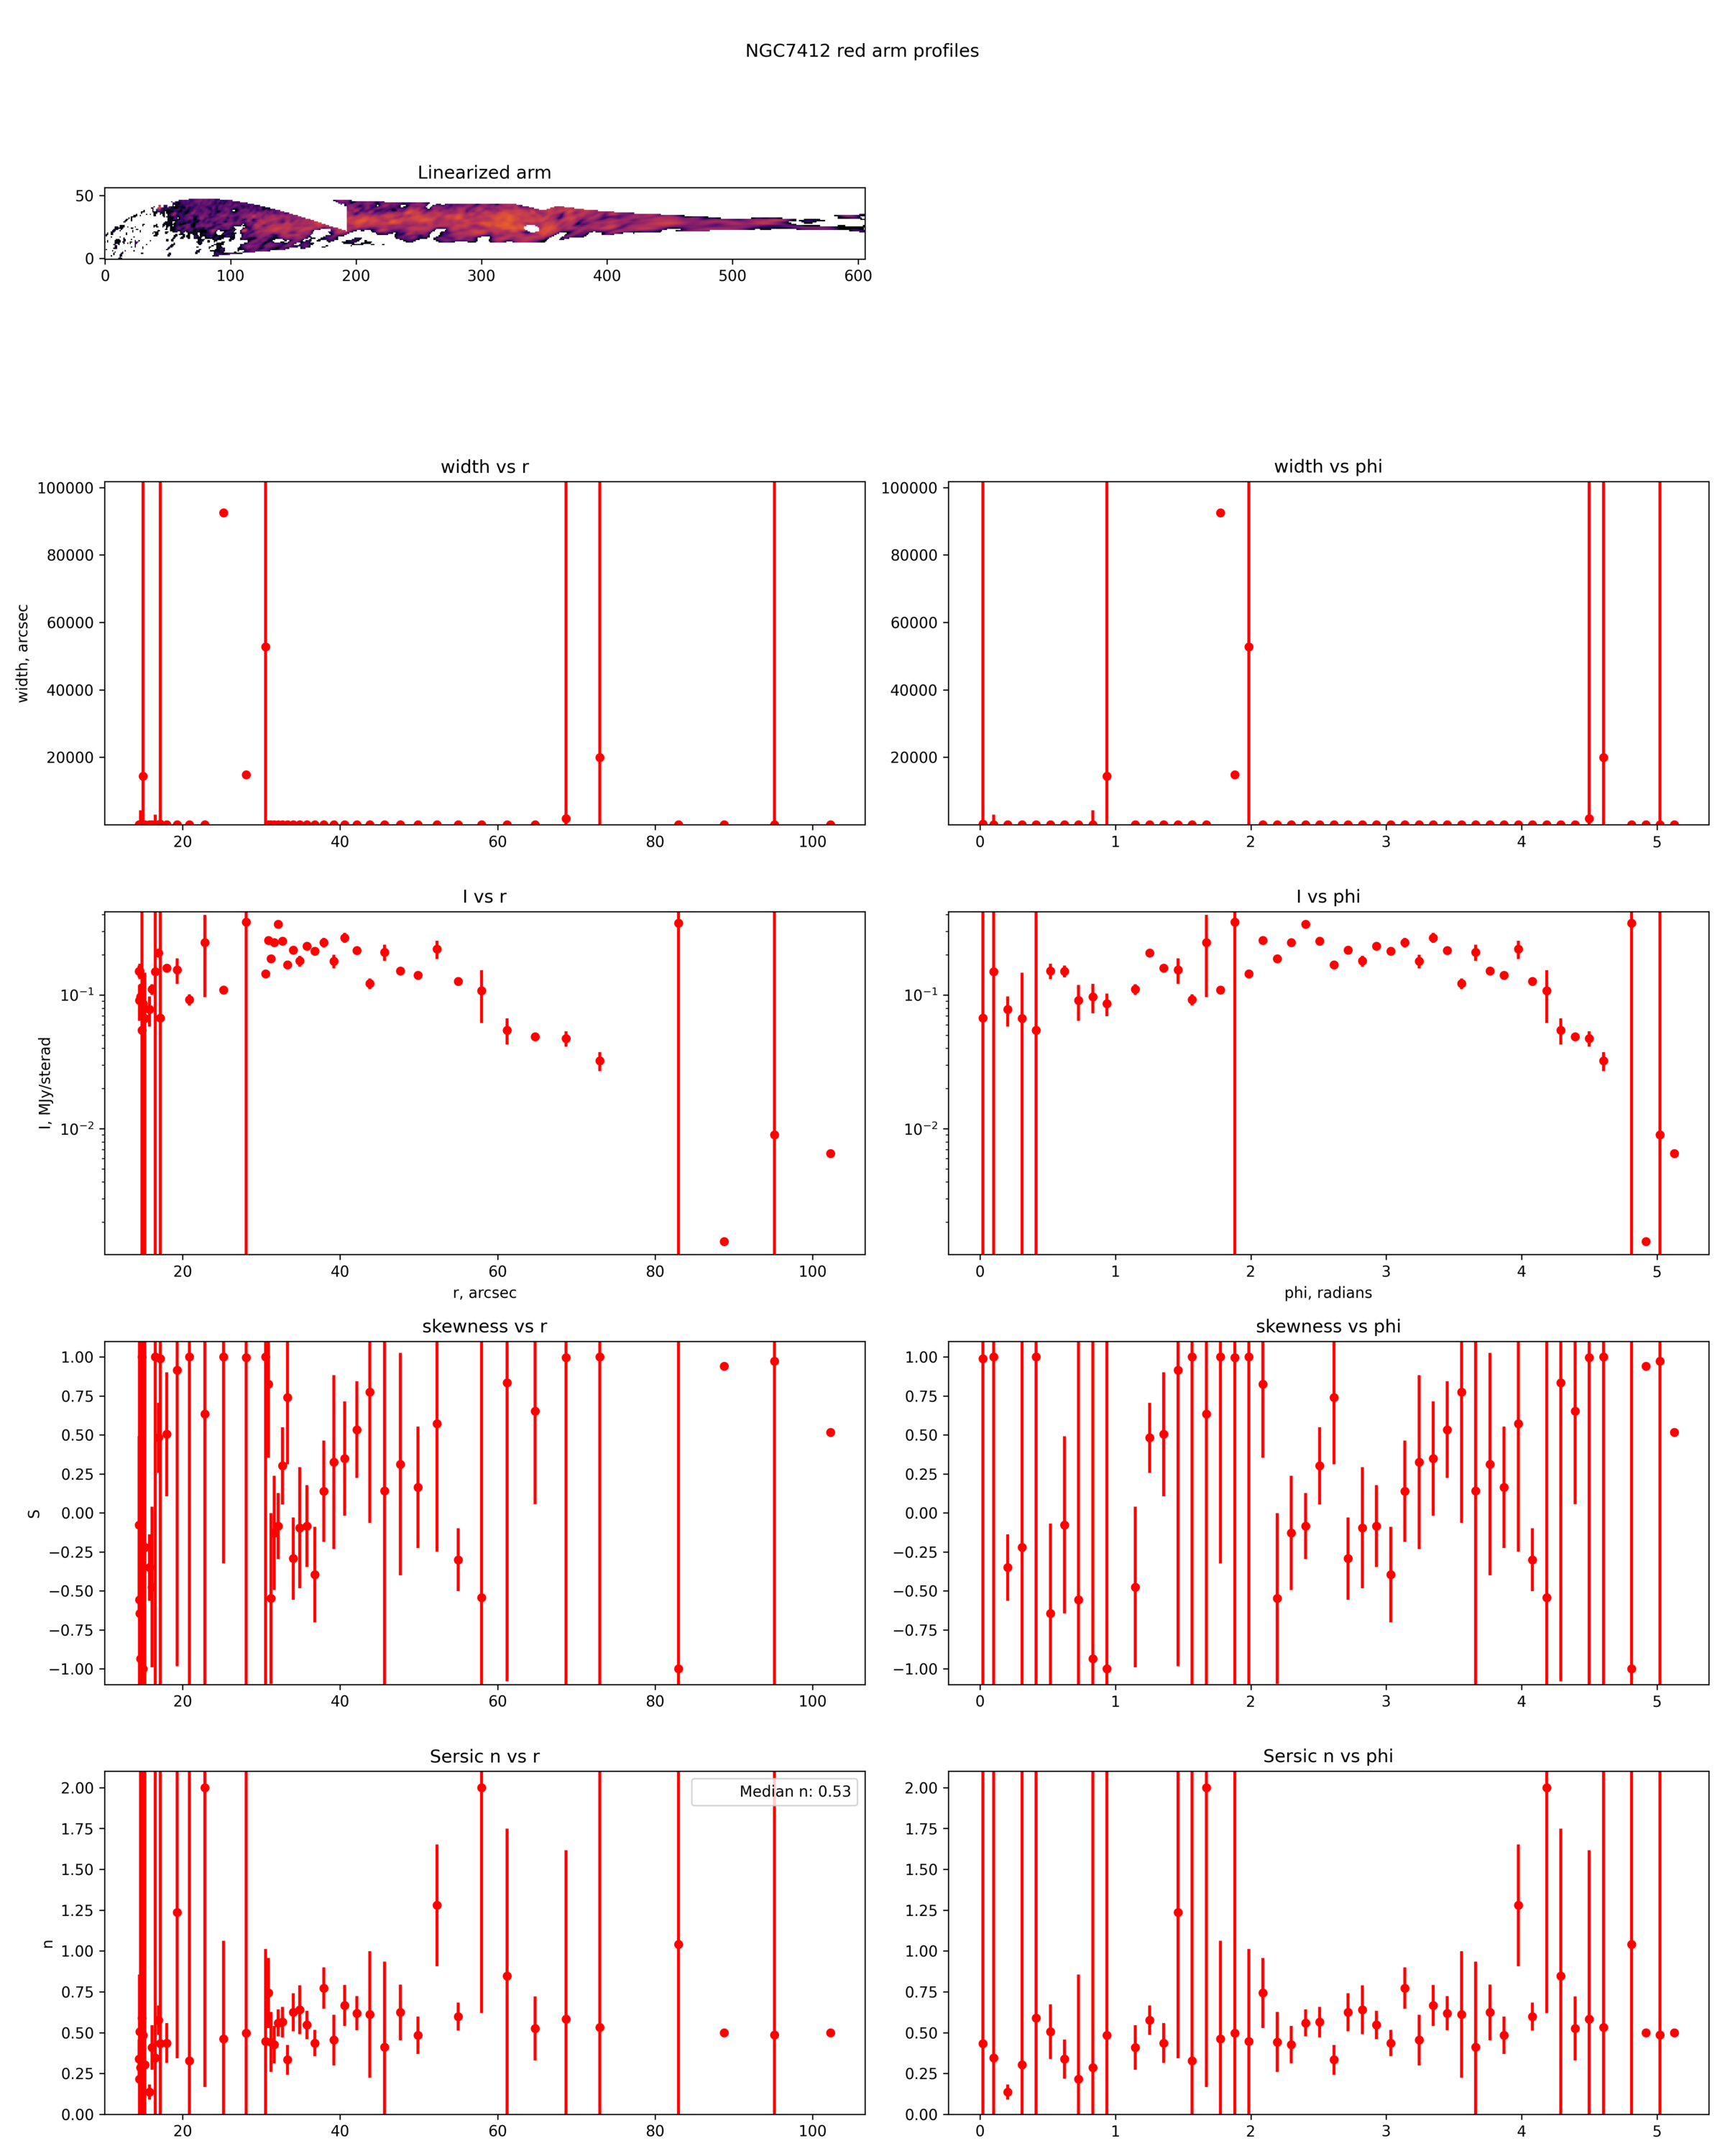 NGC7412 red arm profiles
Linearized arm
50
0
0 100 200 300 400 500 600
width vs r
width vs phi
100000
80000
60000
40000
20000
width, arcsec
20 40 60 80 100
100000
80000
60000
40000
20000
0 1 2 3 4 5
I vs r
I vs phi
10⁻¹
10⁻²
I, MJy/sterad
20 40 60 80 100
r, arcsec
10⁻¹
10⁻²
0 1 2 3 4 5
phi, radians
skewness vs r
skewness vs phi
1.00
0.75
0.50
0.25
0.00
−0.25
−0.50
−0.75
−1.00
S
20 40 60 80 100
1.00
0.75
0.50
0.25
0.00
−0.25
−0.50
−0.75
−1.00
0 1 2 3 4 5
Sersic n vs r
Sersic n vs phi
2.00
1.75
1.50
1.25
1.00
0.75
0.50
0.25
0.00
n
Median n: 0.53
20 40 60 80 100
2.00
1.75
1.50
1.25
1.00
0.75
0.50
0.25
0.00
0 1 2 3 4 5